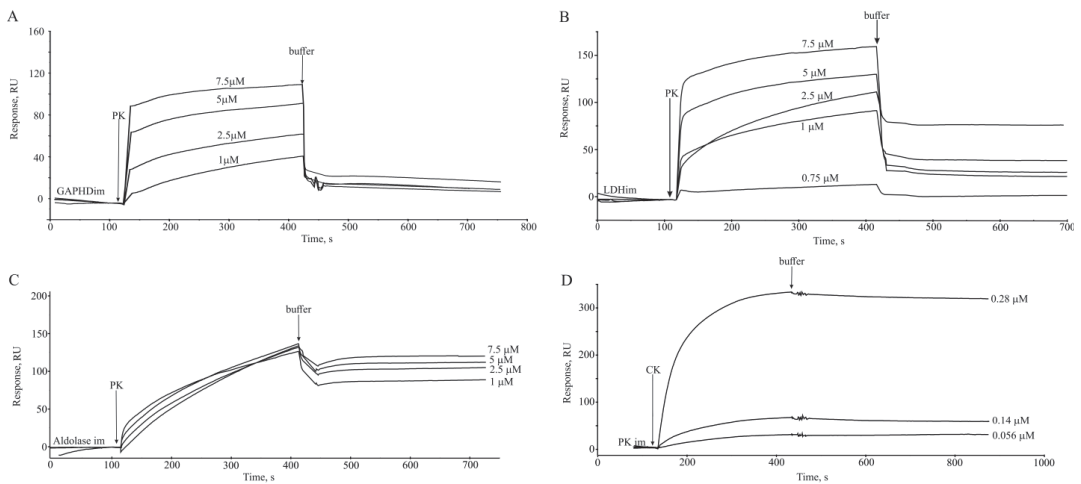 A
160
120
80
40
0
Response, RU
PK
buffer
7.5µM
5µM
2.5µM
1µM
GAPHDim
0
100
200
300
400
500
600
700
800
Time, s
B
150
100
50
0
Response, RU
PK
buffer
7.5 µM
5 µM
2.5 µM
1 µM
0.75 µM
LDHim
0
100
200
300
400
500
600
700
Time, s
C
200
150
100
50
0
Response, RU
PK
buffer
7.5 µM
5 µM
2.5 µM
1 µM
Aldolase im
0
100
200
300
400
500
600
700
Time, s
D
300
200
100
0
Response, RU
CK
buffer
0.28 µM
0.14 µM
0.056 µM
PK im
0
200
400
600
800
1000
Time, s